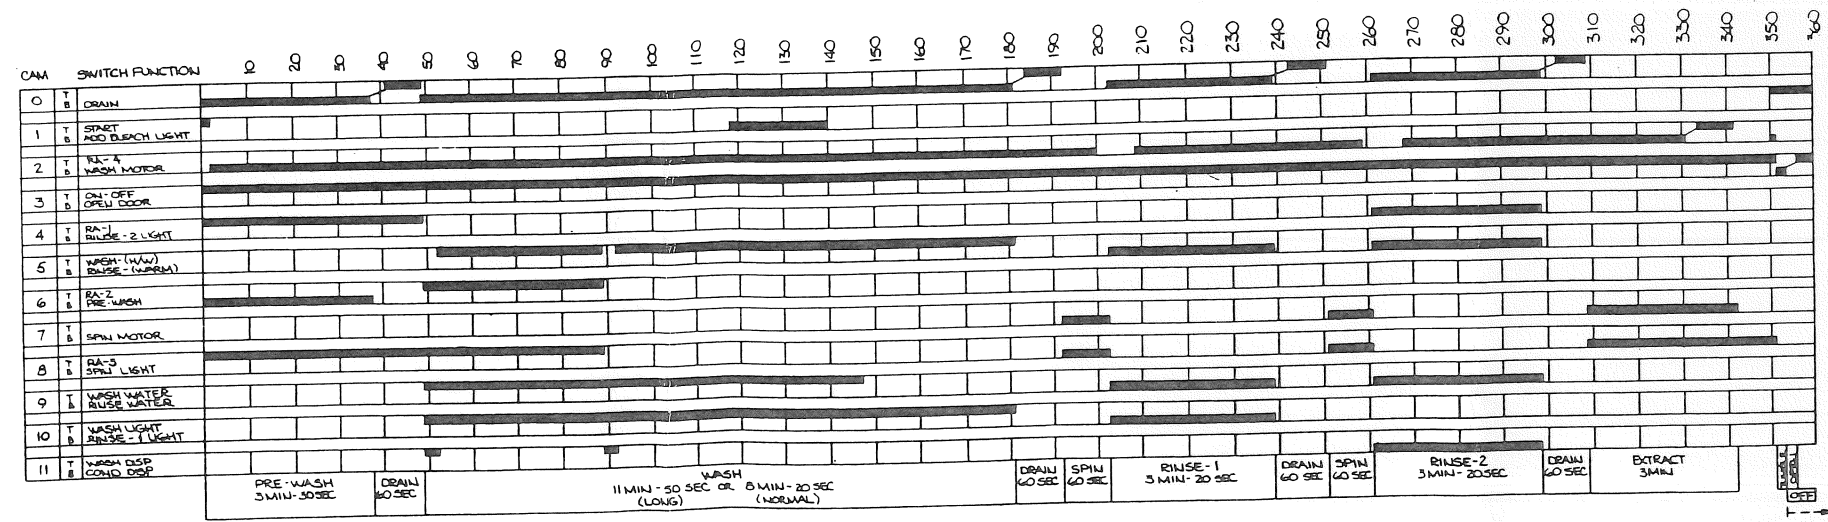 10 20 30 40 50 60 70 80 90 100 110 120 130 140 150 160 170 180 190 200 210 220 230 240 250 260 270 280 290 300 310 320 330 340 350 360
CAM SWITCH FUNCTION
0 T B DRAIN
1 T B START
ADD BLEACH LIGHT
2 T B RA-4
WASH MOTOR
3 T B ON-OFF
OPEN DOOR
4 T B RA-1
RINSE-2 LIGHT
5 T B WASH-(H/W)
RINSE-(WARM)
6 T B RA-2
PRE-WASH
7 T B SPIN MOTOR
8 T B RA-3
SPIN LIGHT
9 T B WASH WATER
RINSE WATER
10 T B WASH LIGHT
RINSE-1 LIGHT
11 T B WASH DISP
COND DISP
PRE-WASH
3 MIN-30 SEC
DRAIN
60 SEC
WASH
11 MIN-50 SEC OR 8 MIN-20 SEC
(LONG) (NORMAL)
DRAIN
60 SEC
SPIN
60 SEC
RINSE-1
3 MIN-20 SEC
DRAIN
60 SEC
SPIN
60 SEC
RINSE-2
3 MIN-20 SEC
DRAIN
60 SEC
EXTRACT
3 MIN
OPEN
OFF